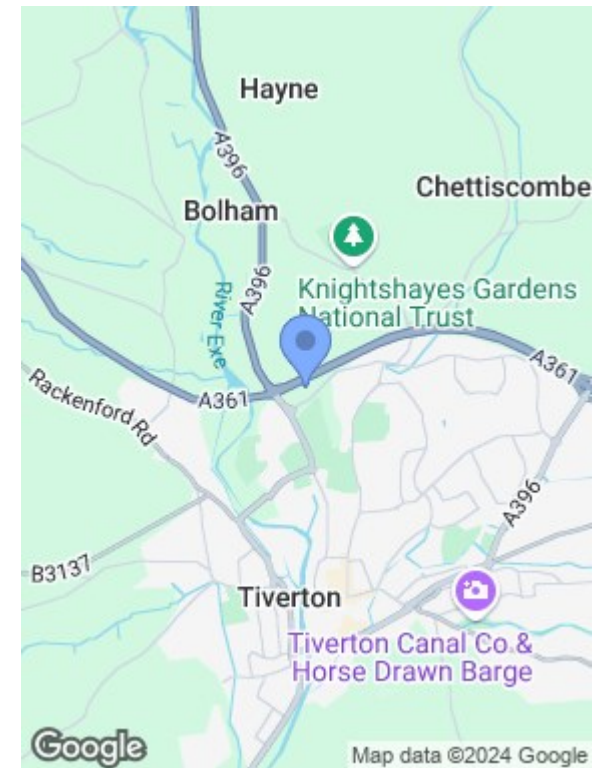 Hayne
A396
Chettiscombe
Bolham
A396
River Exe
Knightshayes Gardens
National Trust
A361
A361
Rackenford Rd
A396
B3137
Tiverton
Tiverton Canal Co &
Horse Drawn Barge
Google
Map data ©2024 Google